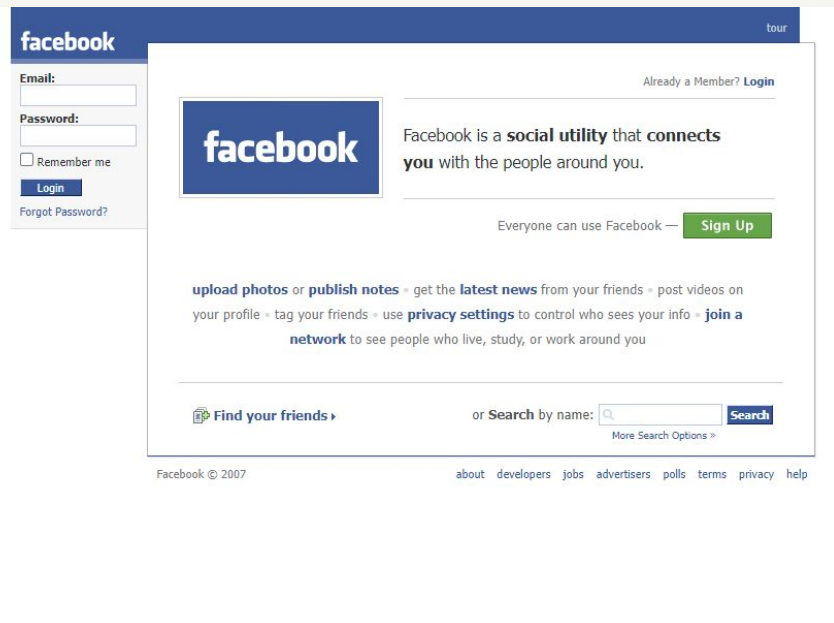 tour
facebook
Email:
Password:
Remember me
Login
Forgot Password?
Already a Member? Login
facebook
Facebook is a social utility that connects
you with the people around you.
Everyone can use Facebook — Sign Up
upload photos or publish notes • get the latest news from your friends • post videos on
your profile • tag your friends • use privacy settings to control who sees your info • join a
network to see people who live, study, or work around you
Find your friends ▸
or Search by name: Search
More Search Options »
Facebook © 2007 about developers jobs advertisers polls terms privacy help